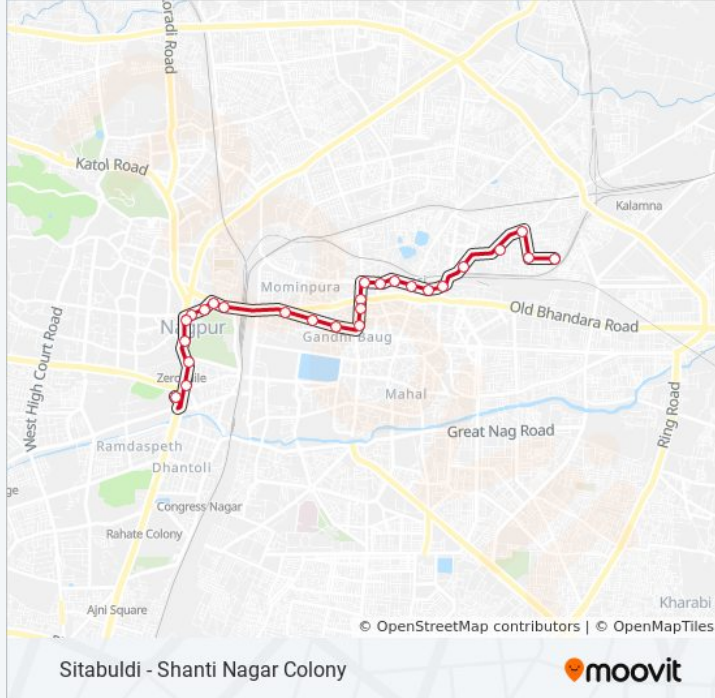 Koradi Road
Katol Road
Kalamna
Mominpura
Old Bhandara Road
Nagpur
Gandhi Baug
West High Court Road
Zero Mile
Mahal
Ring Road
Great Nag Road
Ramdaspeth
Dhantoli
ge
Congress Nagar
Rahate Colony
Ajni Square
Kharabi
© OpenStreetMap contributors | © OpenMapTiles
Sitabuldi - Shanti Nagar Colony
moovit